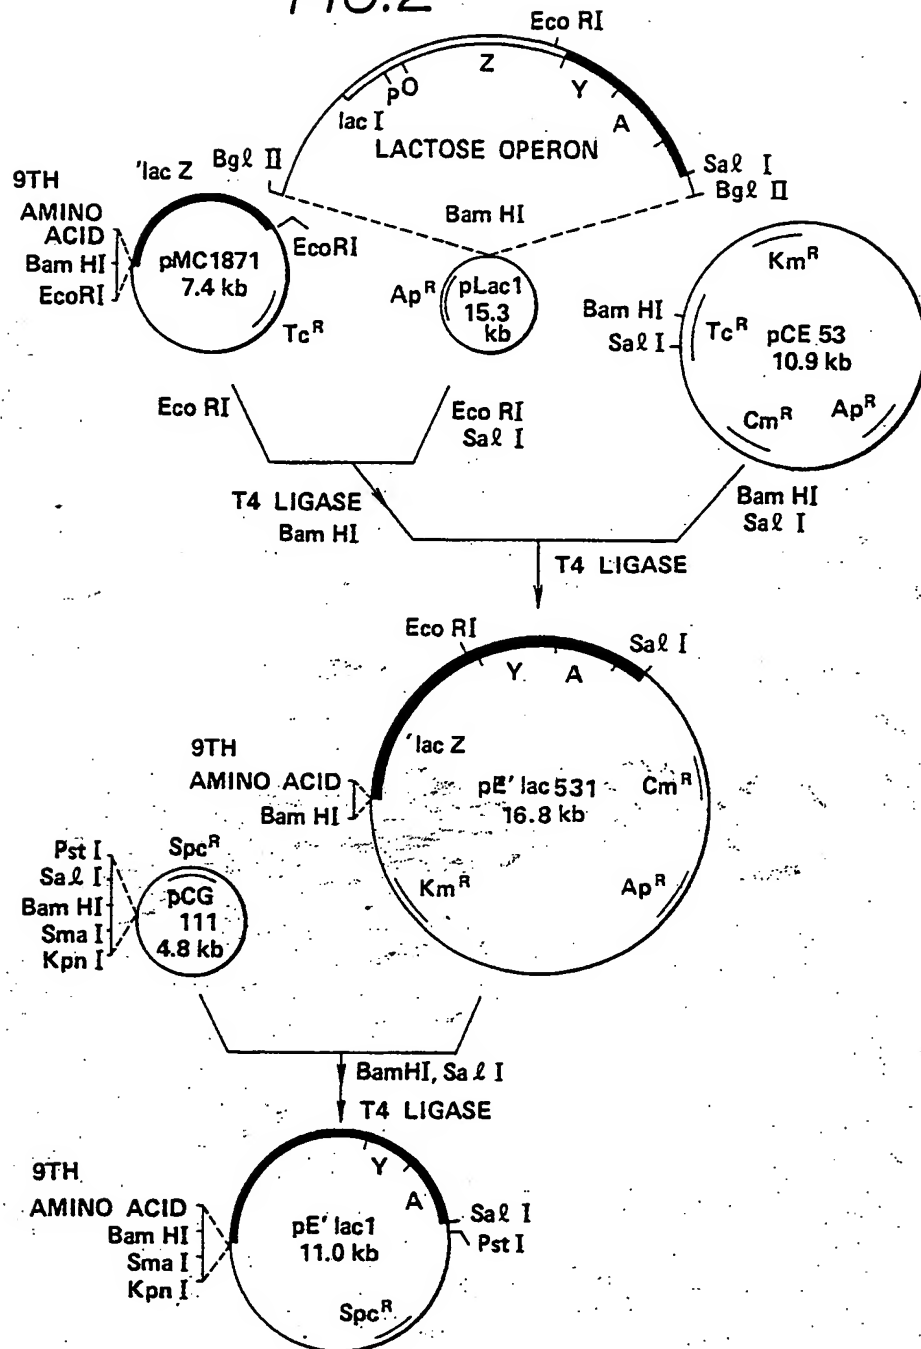 FIG.2
Eco RI
Z
Y
A
P O
lac I
LACTOSE OPERON
Sal I
Bgl II
Bgl II
'lac Z
9TH
AMINO
ACID
Bam HI
EcoRI
EcoRI
pMC1871
7.4 kb
Tc^R
Bam HI
Ap^R
pLac1
15.3
kb
Km^R
Bam HI
Sal I
Tc^R
pCE 53
10.9 kb
Cm^R
Ap^R
Eco RI
Eco RI
Sal I
T4 LIGASE
Bam HI
Bam HI
Sal I
T4 LIGASE
Eco RI
Y
A
Sal I
'lac Z
9TH
AMINO ACID
Bam HI
pE' lac 531
16.8 kb
Cm^R
Km^R
Ap^R
Pst I
Sal I
Bam HI
Sma I
Kpn I
Spc^R
pCG
111
4.8 kb
BamHI, Sal I
T4 LIGASE
9TH
AMINO ACID
Bam HI
Sma I
Kpn I
Y
A
Sal I
Pst I
pE' lac1
11.0 kb
Spc^R